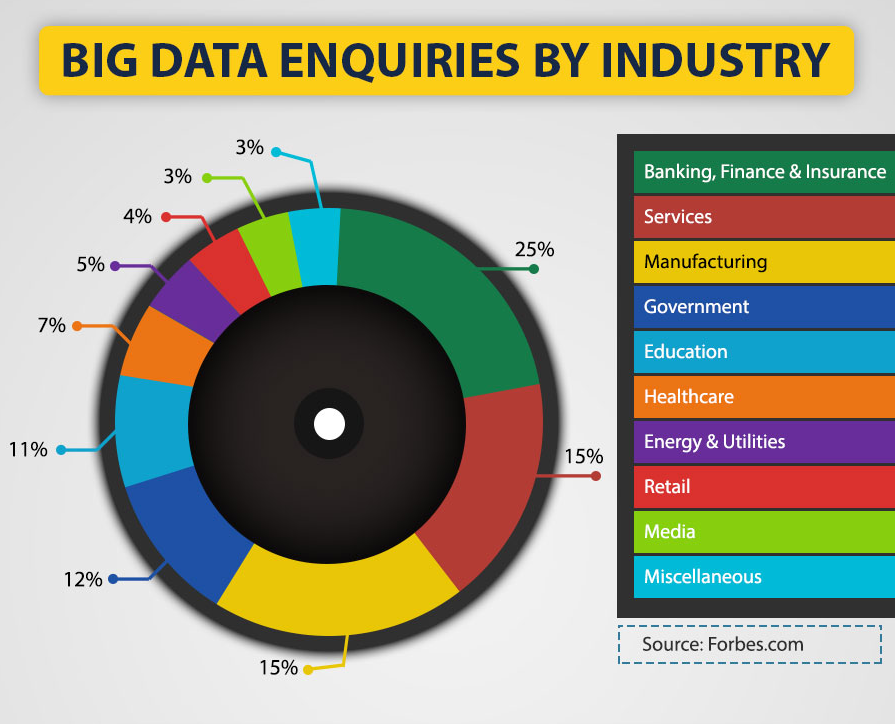 BIG DATA ENQUIRIES BY INDUSTRY
3%
3%
4%
5%
7%
11%
12%
15%
15%
25%
Banking, Finance & Insurance
Services
Manufacturing
Government
Education
Healthcare
Energy & Utilities
Retail
Media
Miscellaneous
Source: Forbes.com